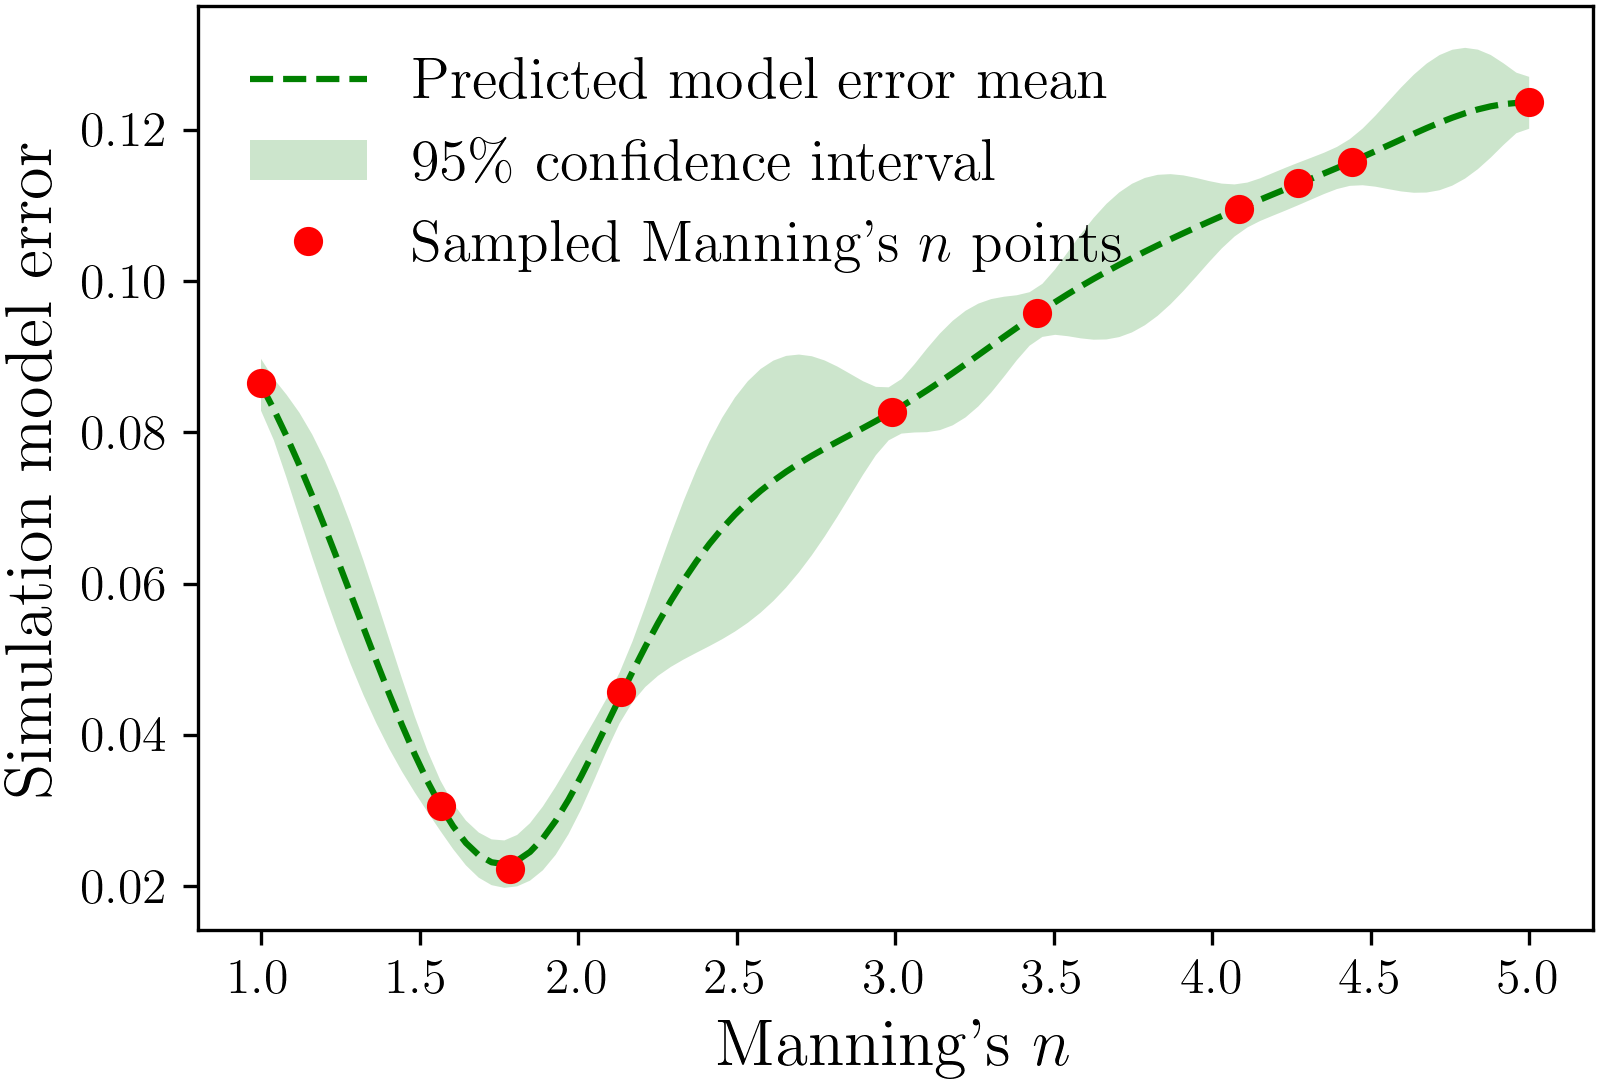 Predicted model error mean
95% confidence interval
Sampled Manning's n points
Simulation model error
0.12
0.10
0.08
0.06
0.04
0.02
1.0 1.5 2.0 2.5 3.0 3.5 4.0 4.5 5.0
Manning's n